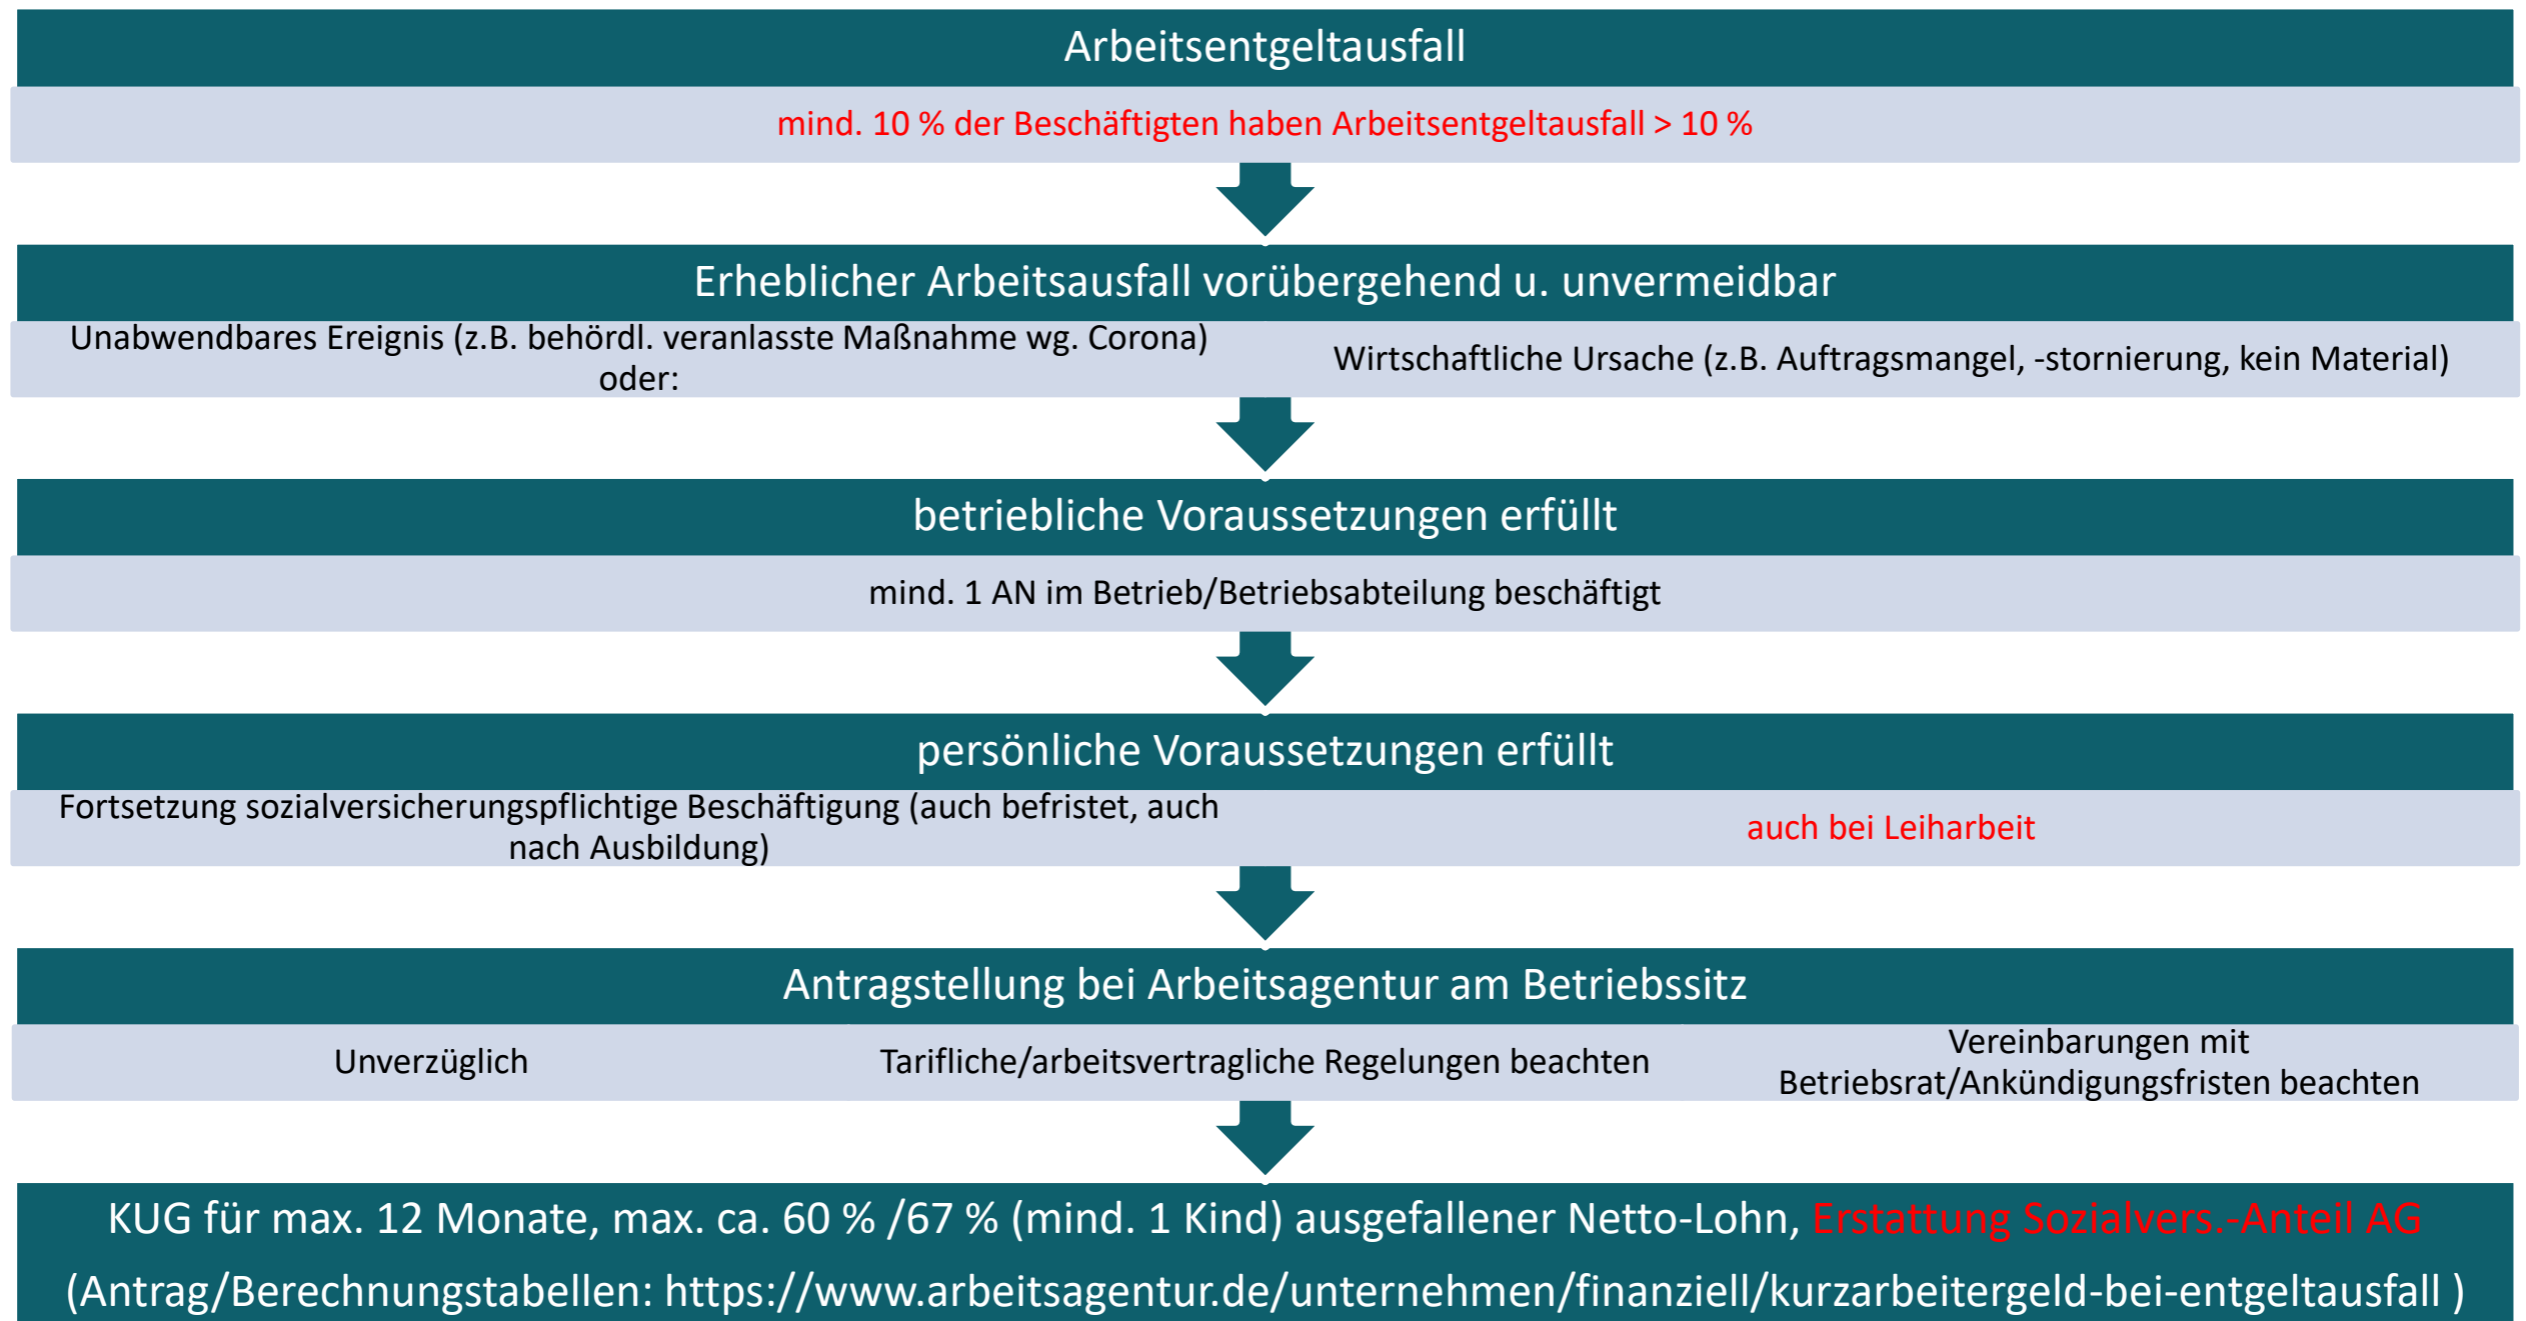 Arbeitsentgeltausfall
mind. 10 % der Beschäftigten haben Arbeitsentgeltausfall > 10 %
Erheblicher Arbeitsausfall vorübergehend u. unvermeidbar
Unabwendbares Ereignis (z.B. behördl. veranlasste Maßnahme wg. Corona)
oder:
Wirtschaftliche Ursache (z.B. Auftragsmangel, -stornierung, kein Material)
betriebliche Voraussetzungen erfüllt
mind. 1 AN im Betrieb/Betriebsabteilung beschäftigt
persönliche Voraussetzungen erfüllt
Fortsetzung sozialversicherungspflichtige Beschäftigung (auch befristet, auch
nach Ausbildung)
auch bei Leiharbeit
Antragstellung bei Arbeitsagentur am Betriebssitz
Unverzüglich
Tarifliche/arbeitsvertragliche Regelungen beachten
Vereinbarungen mit
Betriebsrat/Ankündigungsfristen beachten
KUG für max. 12 Monate, max. ca. 60 % /67 % (mind. 1 Kind) ausgefallener Netto-Lohn, Erstattung Sozialvers.-Anteil AG
(Antrag/Berechnungstabellen: https://www.arbeitsagentur.de/unternehmen/finanziell/kurzarbeitergeld-bei-entgeltausfall )